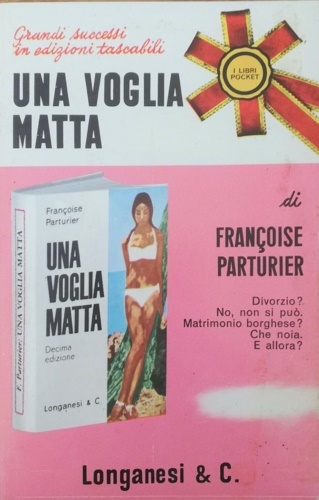 Grandi successi
in edizioni tascabili
UNA VOGLIA
MATTA
I LIBRI
POCKET
di
FRANÇOISE
PARTURIER
Divorzio?
No, non si può.
Matrimonio borghese?
Che noia.
E allora?
F. Parturier: UNA VOGLIA MATTA
Françoise
Parturier
UNA
VOGLIA
MATTA
Decima
edizione
Longanesi & C.
Longanesi & C.